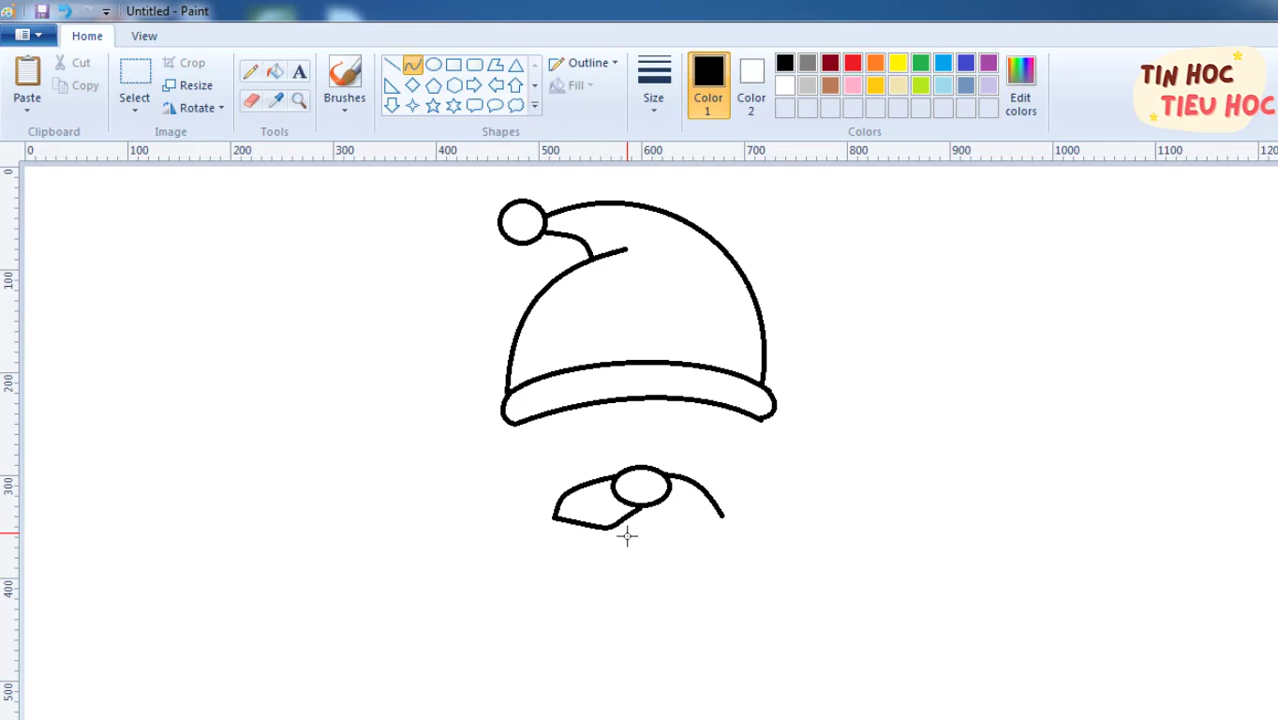 Untitled - Paint
Home
View
Cut
Copy
Paste
Clipboard
Crop
Resize
Rotate
Select
Image
A
Tools
Brushes
Outline
Fill
Shapes
Size
Color
1
Color
2
Edit
colors
Colors
TIN HOC
TIEU HOC
0
100
200
300
400
500
600
700
800
900
1000
1100
120
0
100
200
300
400
500